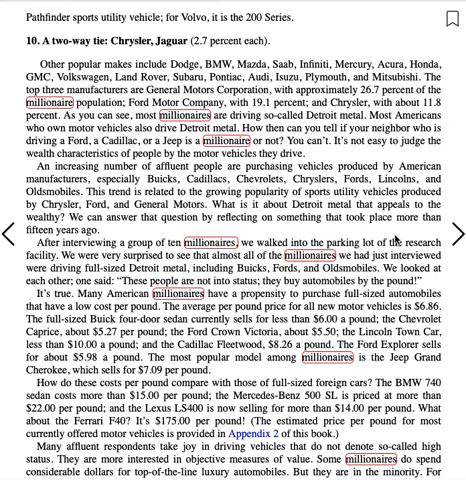 Pathfinder sports utility vehicle; for Volvo, it is the 200 Series.
10. A two-way tie: Chrysler, Jaguar (2.7 percent each).
Other popular makes include Dodge, BMW, Mazda, Saab, Infiniti, Mercury, Acura, Honda,
GMC, Volkswagen, Land Rover, Subaru, Pontiac, Audi, Isuzu, Plymouth, and Mitsubishi. The
top three manufacturers are General Motors Corporation, with approximately 26.7 percent of the
millionaire population; Ford Motor Company, with 19.1 percent; and Chrysler, with about 11.8
percent. As you can see, most millionaires are driving so-called Detroit metal. Most Americans
who own motor vehicles also drive Detroit metal. How then can you tell if your neighbor who is
driving a Ford, a Cadillac, or a Jeep is a millionaire or not? You can't. It's not easy to judge the
wealth characteristics of people by the motor vehicles they drive.
An increasing number of affluent people are purchasing vehicles produced by American
manufacturers, especially Buicks, Cadillacs, Chevrolets, Chryslers, Fords, Lincolns, and
Oldsmobiles. This trend is related to the growing popularity of sports utility vehicles produced
by Chrysler, Ford, and General Motors. What is it about Detroit metal that appeals to the
wealthy? We can answer that question by reflecting on something that took place more than
fifteen years ago.
After interviewing a group of ten millionaires, we walked into the parking lot of the research
facility. We were very surprised to see that almost all of the millionaires we had just interviewed
were driving full-sized Detroit metal, including Buicks, Fords, and Oldsmobiles. We looked at
each other; one said: "These people are not into status; they buy automobiles by the pound!"
It's true. Many American millionaires have a propensity to purchase full-sized automobiles
that have a low cost per pound. The average per pound price for all new motor vehicles is $6.86.
The full-sized Buick four-door sedan currently sells for less than $6.00 a pound; the Chevrolet
Caprice, about $5.27 per pound; the Ford Crown Victoria, about $5.50; the Lincoln Town Car,
less than $10.00 a pound; and the Cadillac Fleetwood, $8.26 a pound. The Ford Explorer sells
for about $5.98 a pound. The most popular model among millionaires is the Jeep Grand
Cherokee, which sells for $7.09 per pound.
How do these costs per pound compare with those of full-sized foreign cars? The BMW 740
sedan costs more than $15.00 per pound; the Mercedes-Benz 500 SL is priced at more than
$22.00 per pound; and the Lexus LS400 is now selling for more than $14.00 per pound. What
about the Ferrari F40? It's $175.00 per pound! (The estimated price per pound for most
currently offered motor vehicles is provided in Appendix 2 of this book.)
Many affluent respondents take joy in driving vehicles that do not denote so-called high
status. They are more interested in objective measures of value. Some millionaires do spend
considerable dollars for top-of-the-line luxury automobiles. But they are in the minority. For